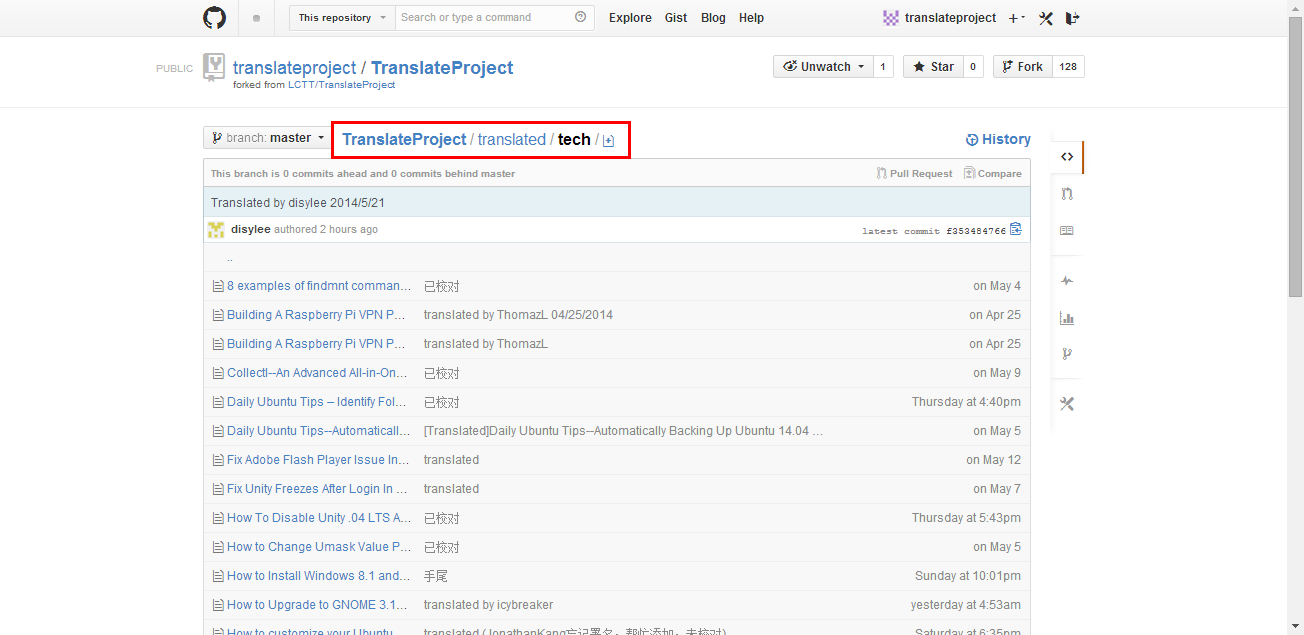 This repository Search or type a command Explore Gist Blog Help translateproject
PUBLIC translateproject / TranslateProject Unwatch 1 Star 0 Fork 128
forked from LCTT/TranslateProject
branch: master TranslateProject / translated / tech / History
This branch is 0 commits ahead and 0 commits behind master Pull Request Compare
Translated by disylee 2014/5/21
disylee authored 2 hours ago latest commit f353484766
..
8 examples of findmnt comman… 已校对 on May 4
Building A Raspberry Pi VPN P… translated by ThomazL 04/25/2014 on Apr 25
Building A Raspberry Pi VPN P… translated by ThomazL on Apr 25
Collectl--An Advanced All-in-On… 已校对 on May 9
Daily Ubuntu Tips – Identify Fol… 已校对 Thursday at 4:40pm
Daily Ubuntu Tips--Automaticall… [Translated]Daily Ubuntu Tips--Automatically Backing Up Ubuntu 14.04 … on May 5
Fix Adobe Flash Player Issue In… translated on May 12
Fix Unity Freezes After Login In … translated on May 7
How To Disable Unity .04 LTS A… 已校对 Thursday at 5:43pm
How to Change Umask Value P… 已校对 on May 5
How to Install Windows 8.1 and… 手尾 Sunday at 10:01pm
How to Upgrade to GNOME 3.1… translated by icybreaker yesterday at 4:53am
How to customize your Ubuntu translated (JonathanKang忘记署名，帮忙添加。未校对) Saturday at 6:35pm